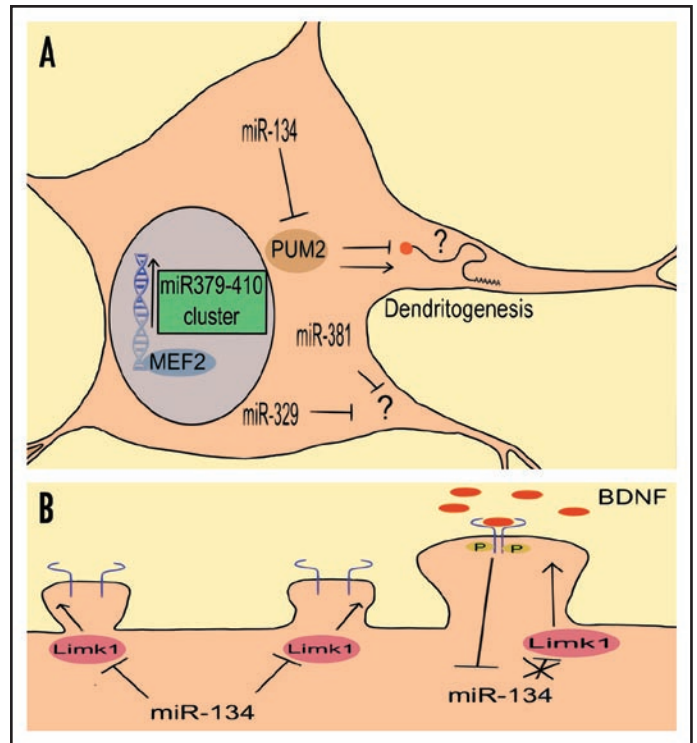 A
miR-134
PUM2
?
miR379-410
cluster
Dendritogenesis
miR-381
MEF2
miR-329
?
B
BDNF
P P
Limk1
Limk1
Limk1
miR-134
miR-134